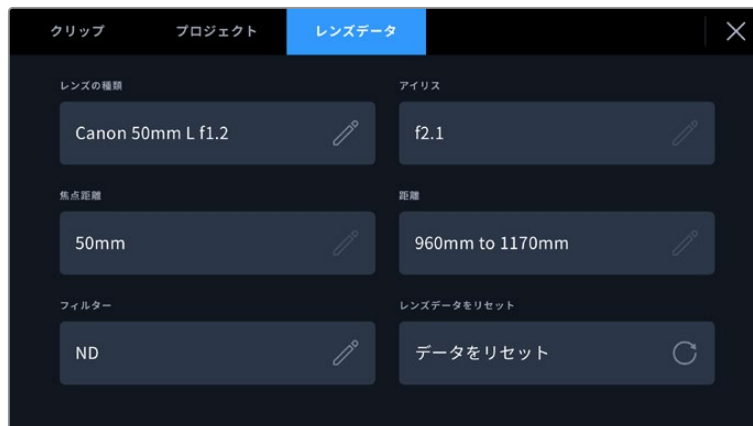 クリップ プロジェクト レンズデータ
レンズの種類 アイリス
Canon 50mm L f1.2 f2.1
焦点距離 距離
50mm 960mm to 1170mm
フィルター レンズデータをリセット
ND データをリセット